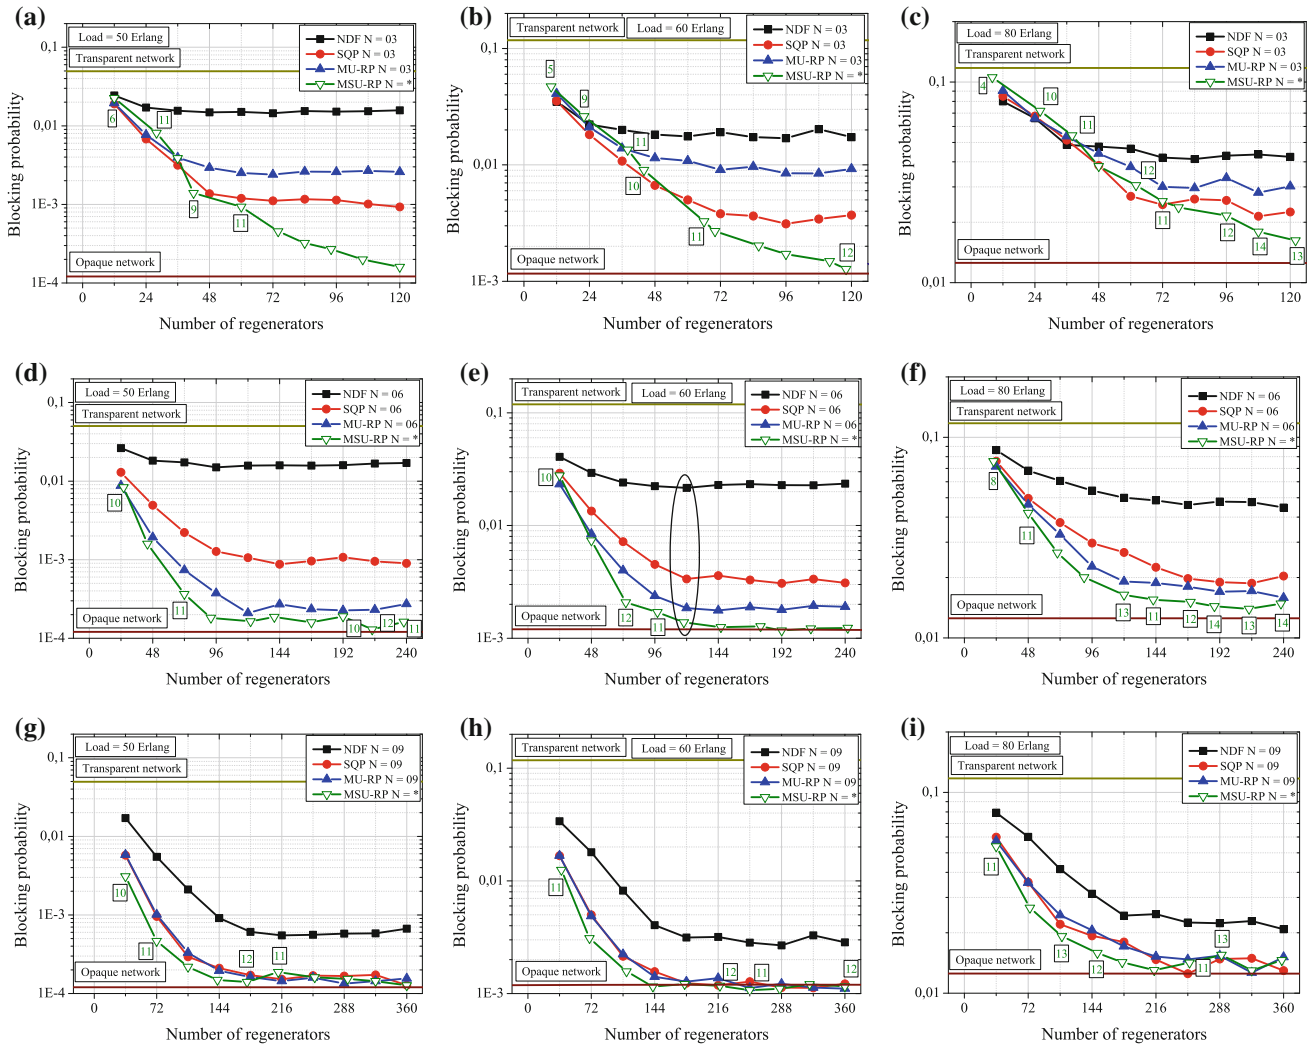 (a)
Load = 50 Erlang
Transparent network
NDF N = 03
SQP N = 03
MU-RP N = 03
MSU-RP N = *
0,1
0,01
1E-3
1E-4
Blocking probability
6
11
9
11
Opaque network
0 24 48 72 96 120
Number of regenerators
(b)
Transparent network
Load = 60 Erlang
NDF N = 03
SQP N = 03
MU-RP N = 03
MSU-RP N = *
0,1
0,01
1E-3
Blocking probability
5
9
11
10
11
12
Opaque network
0 24 48 72 96 120
Number of regenerators
(c)
Load = 80 Erlang
Transparent network
NDF N = 03
SQP N = 03
MU-RP N = 03
MSU-RP N = *
0,1
0,01
Blocking probability
4
10
11
12
11
12
14
13
Opaque network
0 24 48 72 96 120
Number of regenerators
(d)
Load = 50 Erlang
Transparent network
NDF N = 06
SQP N = 06
MU-RP N = 06
MSU-RP N = *
0,1
0,01
1E-3
1E-4
Blocking probability
10
11
10
12
11
Opaque network
0 48 96 144 192 240
Number of regenerators
(e)
Transparent network
Load = 60 Erlang
NDF N = 06
SQP N = 06
MU-RP N = 06
MSU-RP N = *
0,1
0,01
1E-3
Blocking probability
10
12
11
Opaque network
0 48 96 144 192 240
Number of regenerators
(f)
Load = 80 Erlang
Transparent network
NDF N = 06
SQP N = 06
MU-RP N = 06
MSU-RP N = *
0,1
0,01
Blocking probability
8
11
13
11
12
14
13
14
Opaque network
0 48 96 144 192 240
Number of regenerators
(g)
Load = 50 Erlang
Transparent network
NDF N = 09
SQP N = 09
MU-RP N = 09
MSU-RP N = *
0,1
0,01
1E-3
1E-4
Blocking probability
10
11
12
11
Opaque network
0 72 144 216 288 360
Number of regenerators
(h)
Transparent network
Load = 60 Erlang
NDF N = 09
SQP N = 09
MU-RP N = 09
MSU-RP N = *
0,1
0,01
1E-3
Blocking probability
11
12
11
12
Opaque network
0 72 144 216 288 360
Number of regenerators
(i)
Load = 80 Erlang
Transparent network
NDF N = 09
SQP N = 09
MU-RP N = 09
MSU-RP N = *
0,1
0,01
Blocking probability
11
13
12
11
13
Opaque network
0 72 144 216 288 360
Number of regenerators